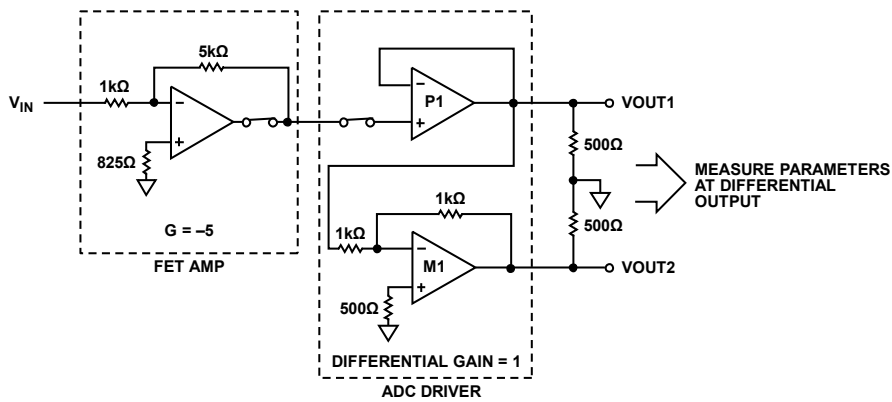 5kΩ
1kΩ
VIN
−
+
825Ω
G = –5
FET AMP
−
P1
+
VOUT1
500Ω
MEASURE PARAMETERS
AT DIFFERENTIAL
OUTPUT
1kΩ
1kΩ
−
M1
+
500Ω
500Ω
VOUT2
DIFFERENTIAL GAIN = 1
ADC DRIVER